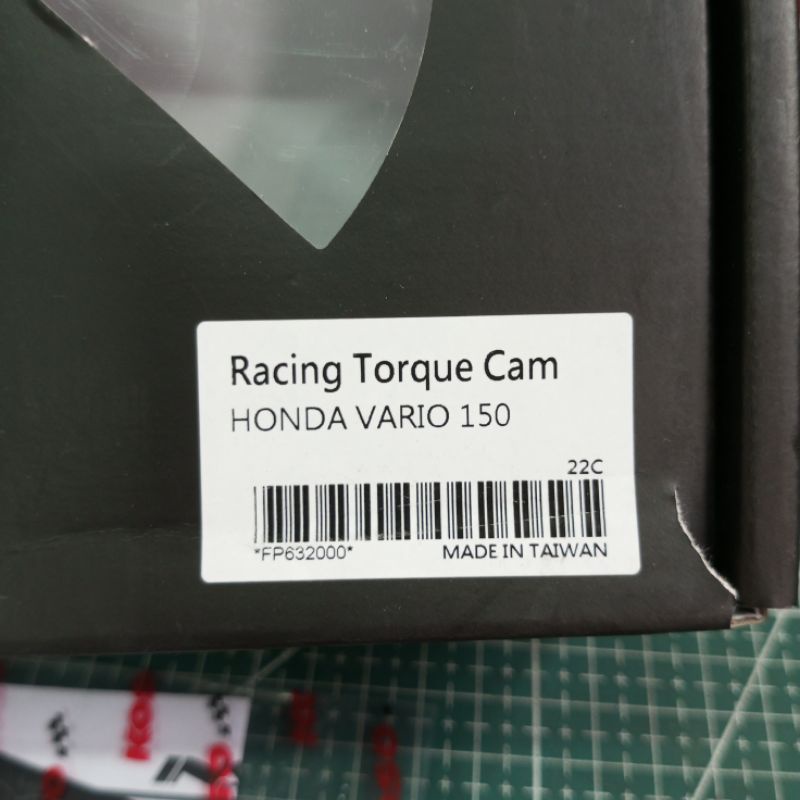 Racing Torque Cam
HONDA VARIO 150
22C
*FP632000*
MADE IN TAIWAN